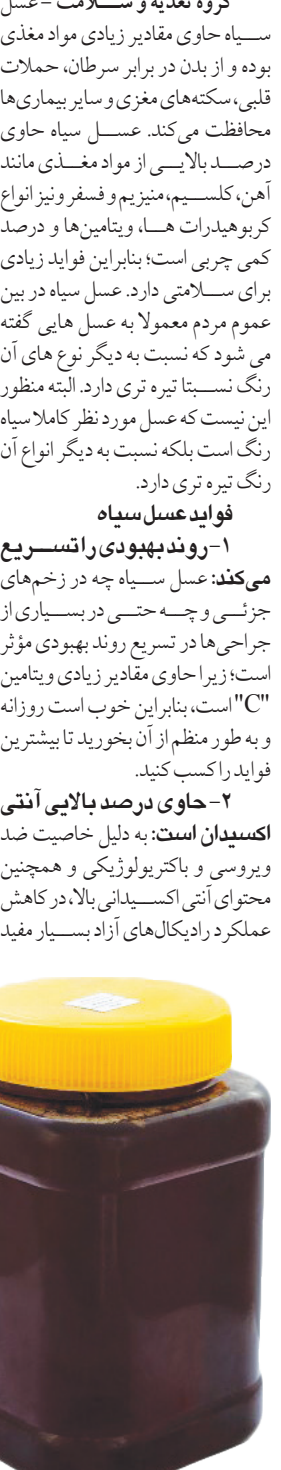 گروه تغذیه و سلامت - عسل
سیاه حاوی مقادیر زیادی مواد مغذی
بوده و از بدن در برابر سرطان، حملات
قلبی، سکته‌های مغزی و سایر بیماری‌ها
محافظت می‌کند. عسل سیاه حاوی
درصد بالایی از مواد مغذی مانند
آهن، کلسیم، منیزیم و فسفر ونیز انواع
کربوهیدرات ها، ویتامین‌ها و درصد
کمی چربی است؛ بنابراین فواید زیادی
برای سلامتی دارد. عسل سیاه در بین
عموم مردم معمولا به عسل هایی گفته
می شود که نسبت به دیگر نوع های آن
رنگ نسبتا تیره تری دارد. البته منظور
این نیست که عسل مورد نظر کاملا سیاه
رنگ است بلکه نسبت به دیگر انواع آن
رنگ تیره تری دارد.
فواید عسل سیاه
۱- روند بهبودی را تسریع
می‌کند: عسل سیاه چه در زخم‌های
جزئی و چه حتی در بسیاری از
جراحی‌ها در تسریع روند بهبودی مؤثر
است؛ زیرا حاوی مقادیر زیادی ویتامین
"C" است، بنابراین خوب است روزانه
و به طور منظم از آن بخورید تا بیشترین
فواید را کسب کنید.
۲- حاوی درصد بالایی آنتی
اکسیدان است: به دلیل خاصیت ضد
ویروسی و باکتریولوژیکی و همچنین
محتوای آنتی اکسیدانی بالا، در کاهش
عملکرد رادیکال‌های آزاد بسیار مفید